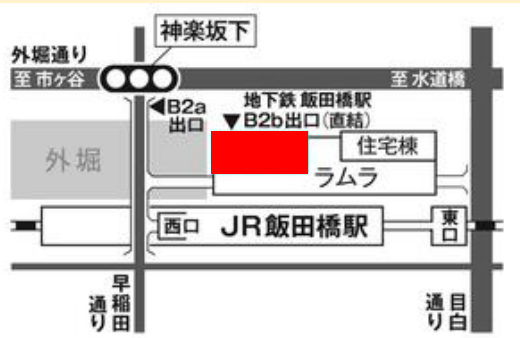 神楽坂下
外堀通り
至市ヶ谷
至水道橋
◀B2a
出口
地下鉄 飯田橋駅
▼B2b出口(直結)
外堀
住宅棟
ラムラ
西口
JR飯田橋駅
東口
早稲田通り
目白通り